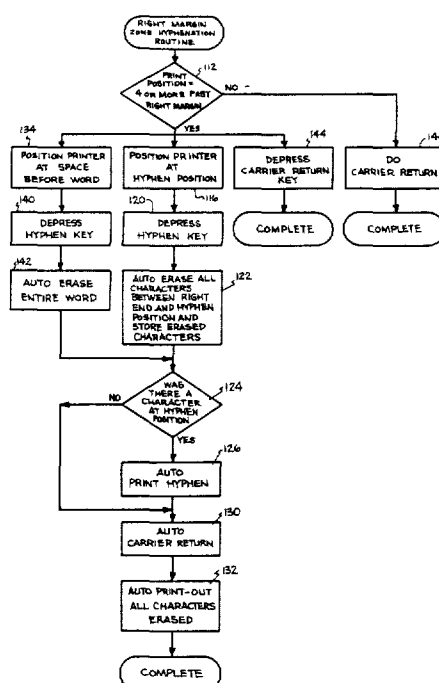 RIGHT MARGIN
ZONE HYPHENATION
ROUTINE
112
PRINT
POSITION =
4 OR MORE PAST
RIGHT MARGIN
NO
YES
134
POSITION PRINTER
AT SPACE
BEFORE WORD
POSITION PRINTER
AT
HYPHEN POSITION
116
144
DEPRESS
CARRIER RETURN
KEY
DO
CARRIER RETURN
140
DEPRESS
HYPHEN KEY
120
DEPRESS
HYPHEN KEY
COMPLETE
COMPLETE
142
AUTO ERASE
ENTIRE WORD
AUTO ERASE ALL
CHARACTERS
BETWEEN RIGHT
END AND HYPHEN
POSITION AND
STORE ERASED
CHARACTERS
122
WAS
THERE A
CHARACTER
AT HYPHEN
POSITION
124
NO
YES
126
AUTO
PRINT HYPHEN
130
AUTO
CARRIER RETURN
132
AUTO PRINT-OUT
ALL CHARACTERS
ERASED
COMPLETE